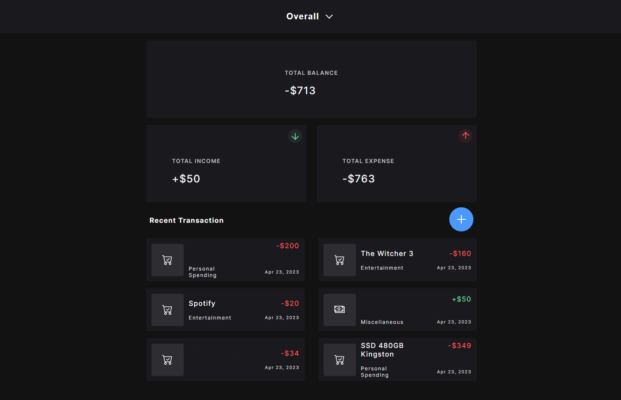 Overall
TOTAL BALANCE
-$713
TOTAL INCOME
+$50
TOTAL EXPENSE
-$763
Recent Transaction
-$200
Personal
Spending
Apr 23, 2023
The Witcher 3
-$160
Entertainment
Apr 23, 2023
Spotify
-$20
Entertainment
Apr 23, 2023
+$50
Miscellaneous
Apr 23, 2023
-$34
Apr 23, 2023
SSD 480GB
Kingston
-$349
Personal
Spending
Apr 23, 2023